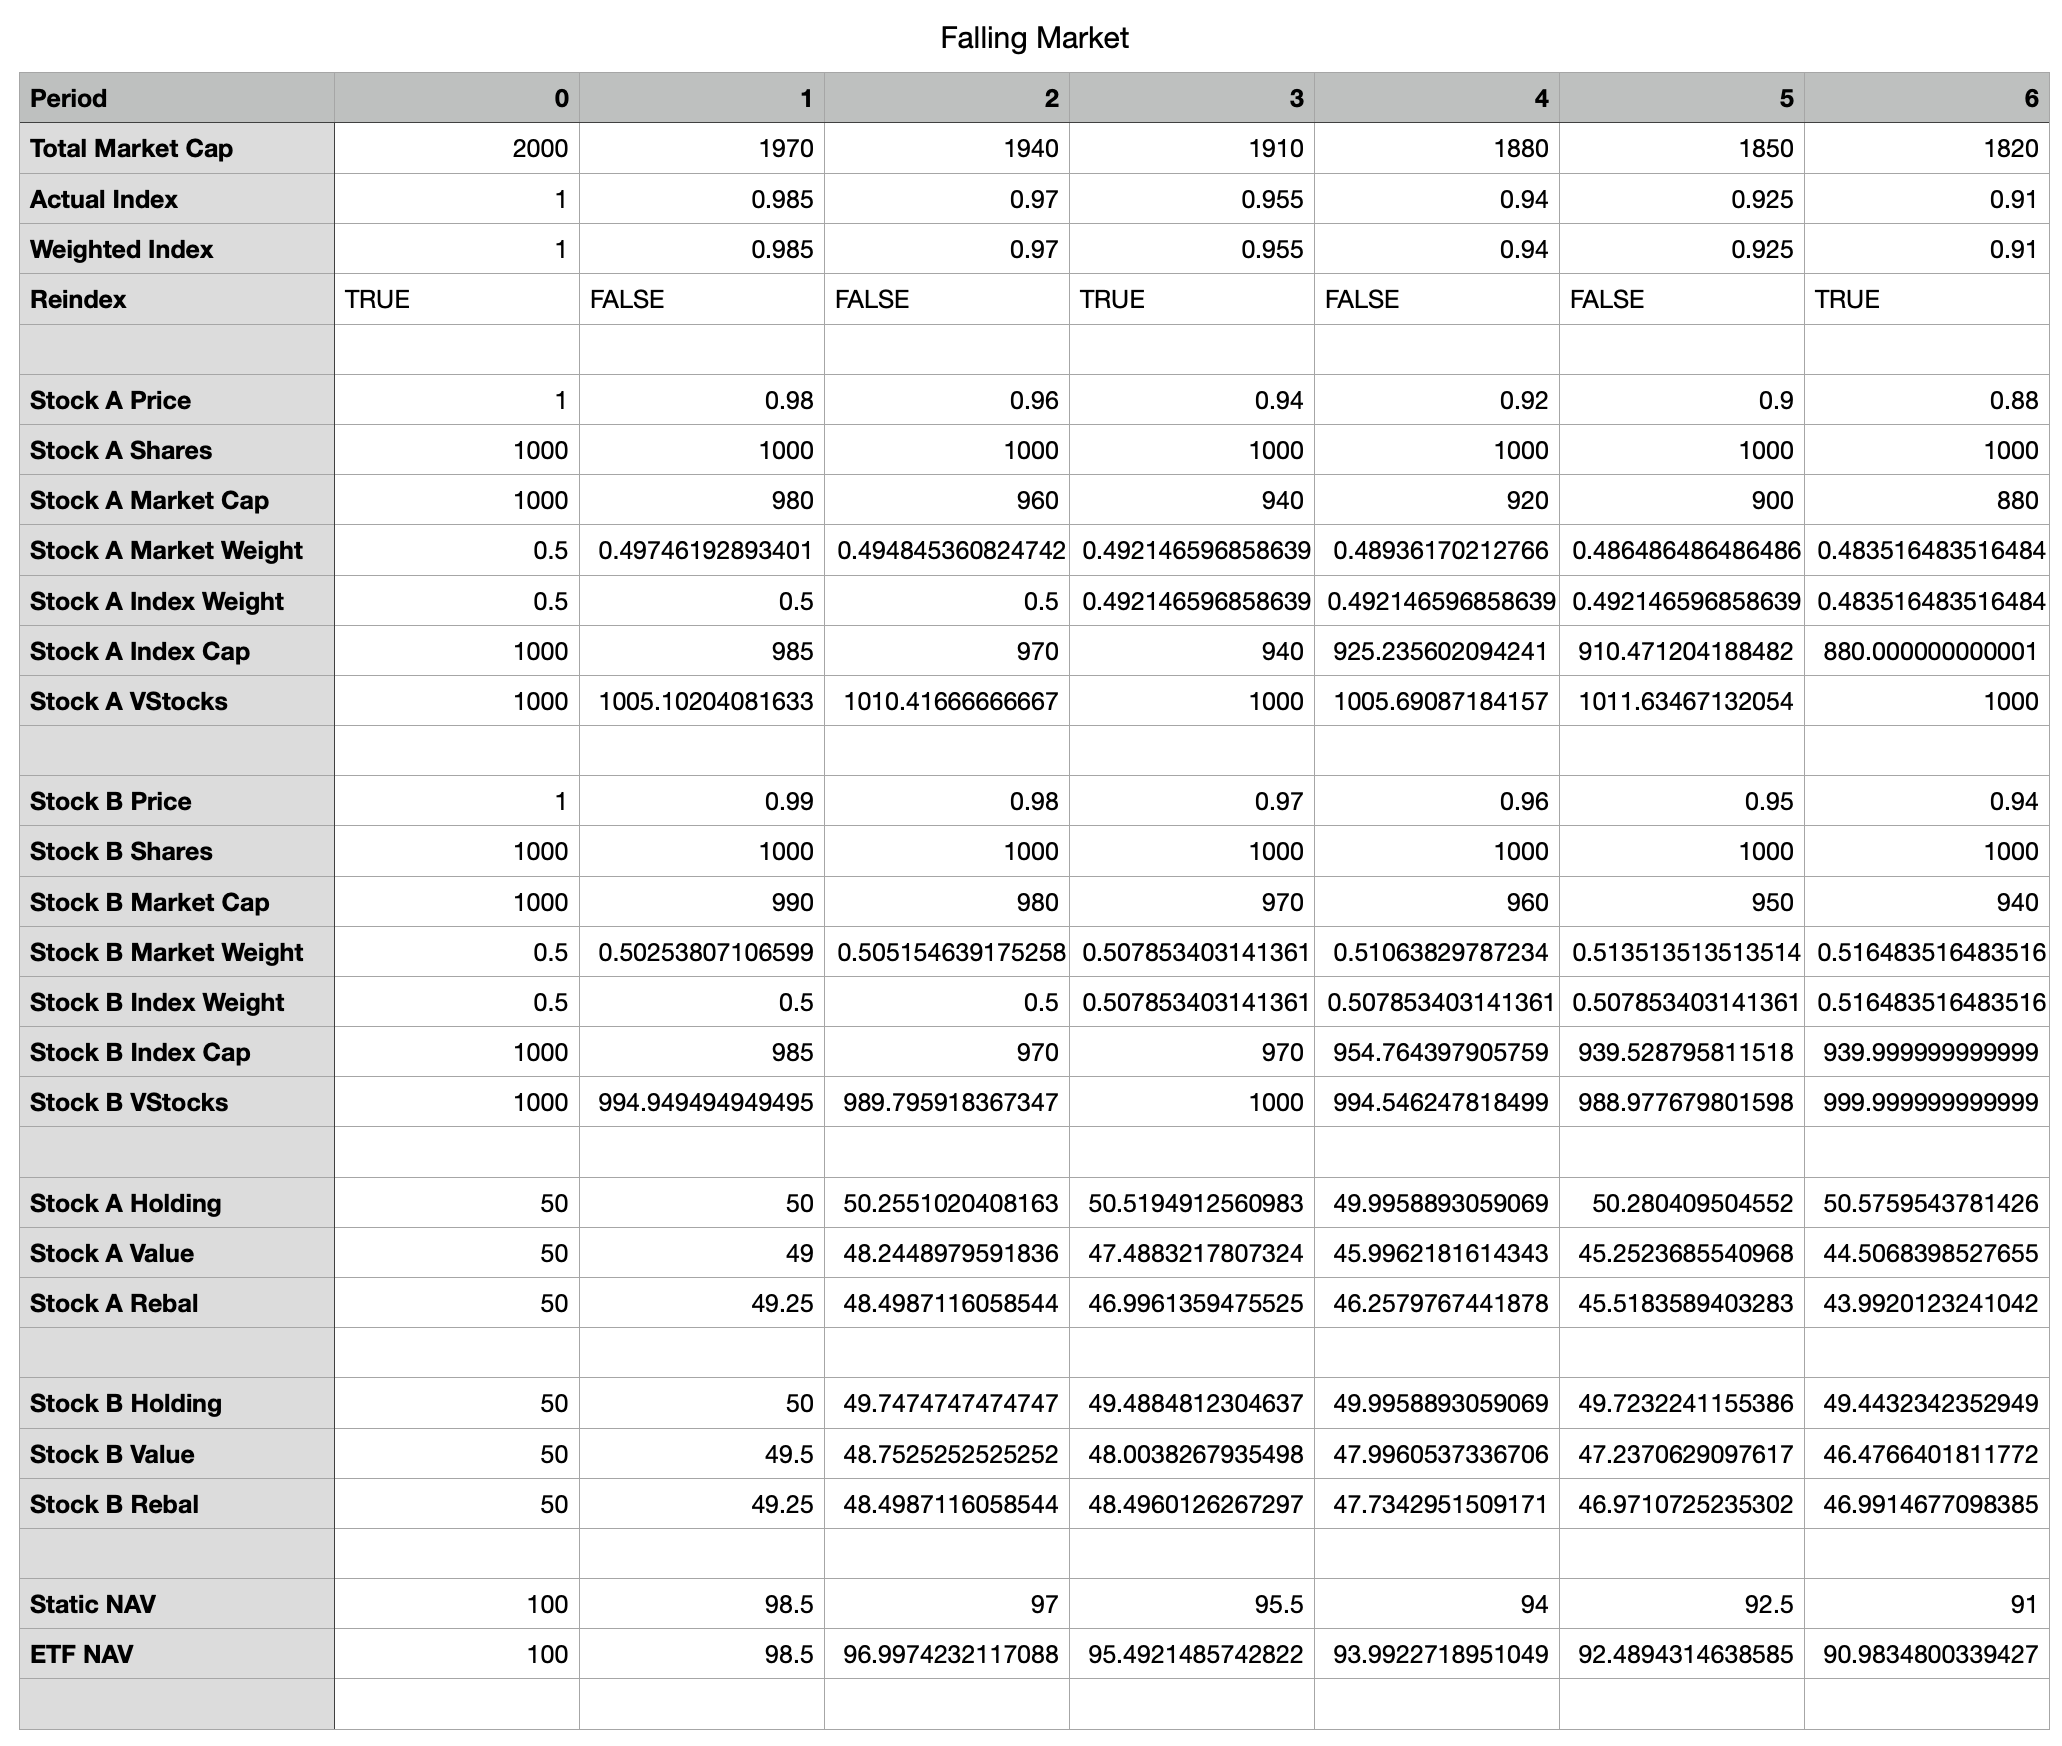 Falling Market
Period 0 1 2 3 4 5 6
Total Market Cap 2000 1970 1940 1910 1880 1850 1820
Actual Index 1 0.985 0.97 0.955 0.94 0.925 0.91
Weighted Index 1 0.985 0.97 0.955 0.94 0.925 0.91
Reindex TRUE FALSE FALSE TRUE FALSE FALSE TRUE
Stock A Price 1 0.98 0.96 0.94 0.92 0.9 0.88
Stock A Shares 1000 1000 1000 1000 1000 1000 1000
Stock A Market Cap 1000 980 960 940 920 900 880
Stock A Market Weight 0.5 0.49746192893401 0.494845360824742 0.492146596858639 0.48936170212766 0.486486486486486 0.483516483516484
Stock A Index Weight 0.5 0.5 0.5 0.492146596858639 0.492146596858639 0.492146596858639 0.483516483516484
Stock A Index Cap 1000 985 970 940 925.235602094241 910.471204188482 880.000000000001
Stock A VStocks 1000 1005.10204081633 1010.41666666667 1000 1005.69087184157 1011.63467132054 1000
Stock B Price 1 0.99 0.98 0.97 0.96 0.95 0.94
Stock B Shares 1000 1000 1000 1000 1000 1000 1000
Stock B Market Cap 1000 990 980 970 960 950 940
Stock B Market Weight 0.5 0.50253807106599 0.505154639175258 0.507853403141361 0.51063829787234 0.513513513513514 0.516483516483516
Stock B Index Weight 0.5 0.5 0.5 0.507853403141361 0.507853403141361 0.507853403141361 0.516483516483516
Stock B Index Cap 1000 985 970 970 954.764397905759 939.528795811518 939.999999999999
Stock B VStocks 1000 994.949494949495 989.795918367347 1000 994.546247818499 988.977679801598 999.999999999999
Stock A Holding 50 50 50.2551020408163 50.5194912560983 49.9958893059069 50.280409504552 50.5759543781426
Stock A Value 50 49 48.2448979591836 47.4883217807324 45.9962181614343 45.2523685540968 44.5068398527655
Stock A Rebal 50 49.25 48.4987116058544 46.9961359475525 46.2579767441878 45.5183589403283 43.9920123241042
Stock B Holding 50 50 49.7474747474747 49.4884812304637 49.9958893059069 49.7232241155386 49.4432342352949
Stock B Value 50 49.5 48.7525252525252 48.0038267935498 47.9960537336706 47.2370629097617 46.4766401811772
Stock B Rebal 50 49.25 48.4987116058544 48.4960126267297 47.7342951509171 46.9710725235302 46.9914677098385
Static NAV 100 98.5 97 95.5 94 92.5 91
ETF NAV 100 98.5 96.9974232117088 95.4921485742822 93.9922718951049 92.4894314638585 90.9834800339427